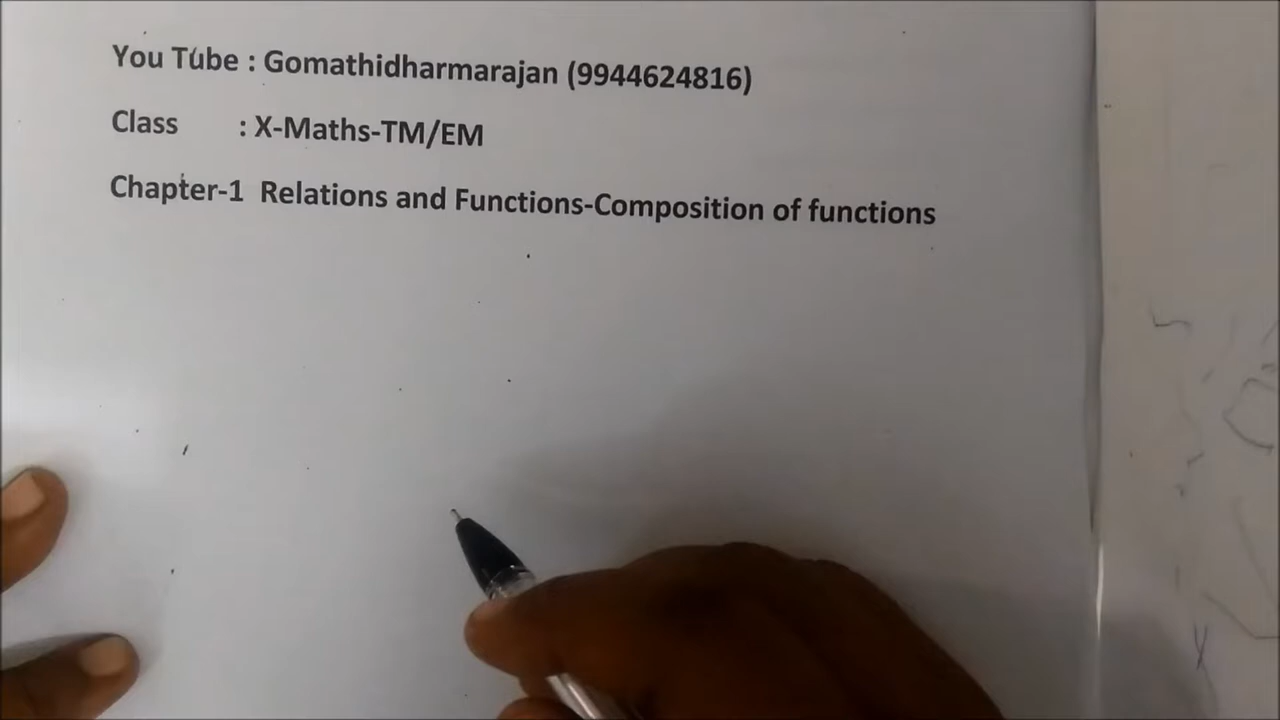 You Tube : Gomathidharmarajan (9944624816)
Class : X-Maths-TM/EM
Chapter-1 Relations and Functions-Composition of functions